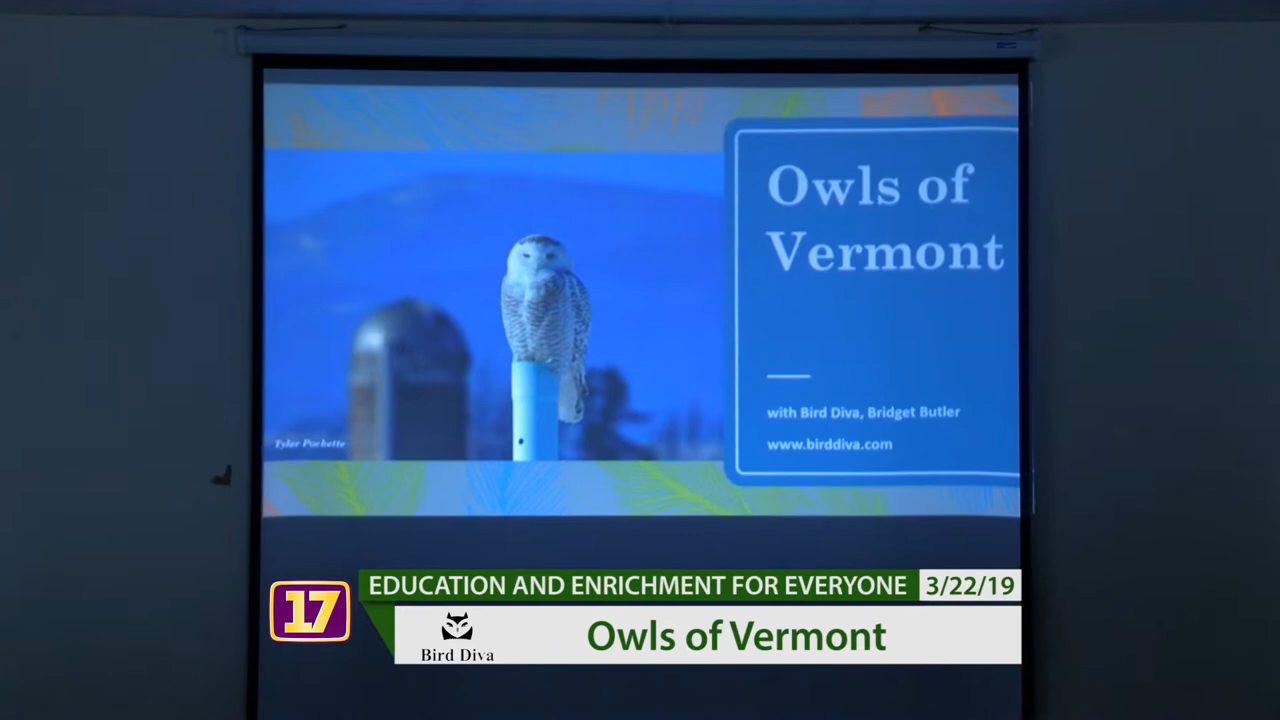 Owls of
Vermont
with Bird Diva, Bridget Butler
www.birddiva.com
Tyler Pockette
17
EDUCATION AND ENRICHMENT FOR EVERYONE 3/22/19
Bird Diva
Owls of Vermont